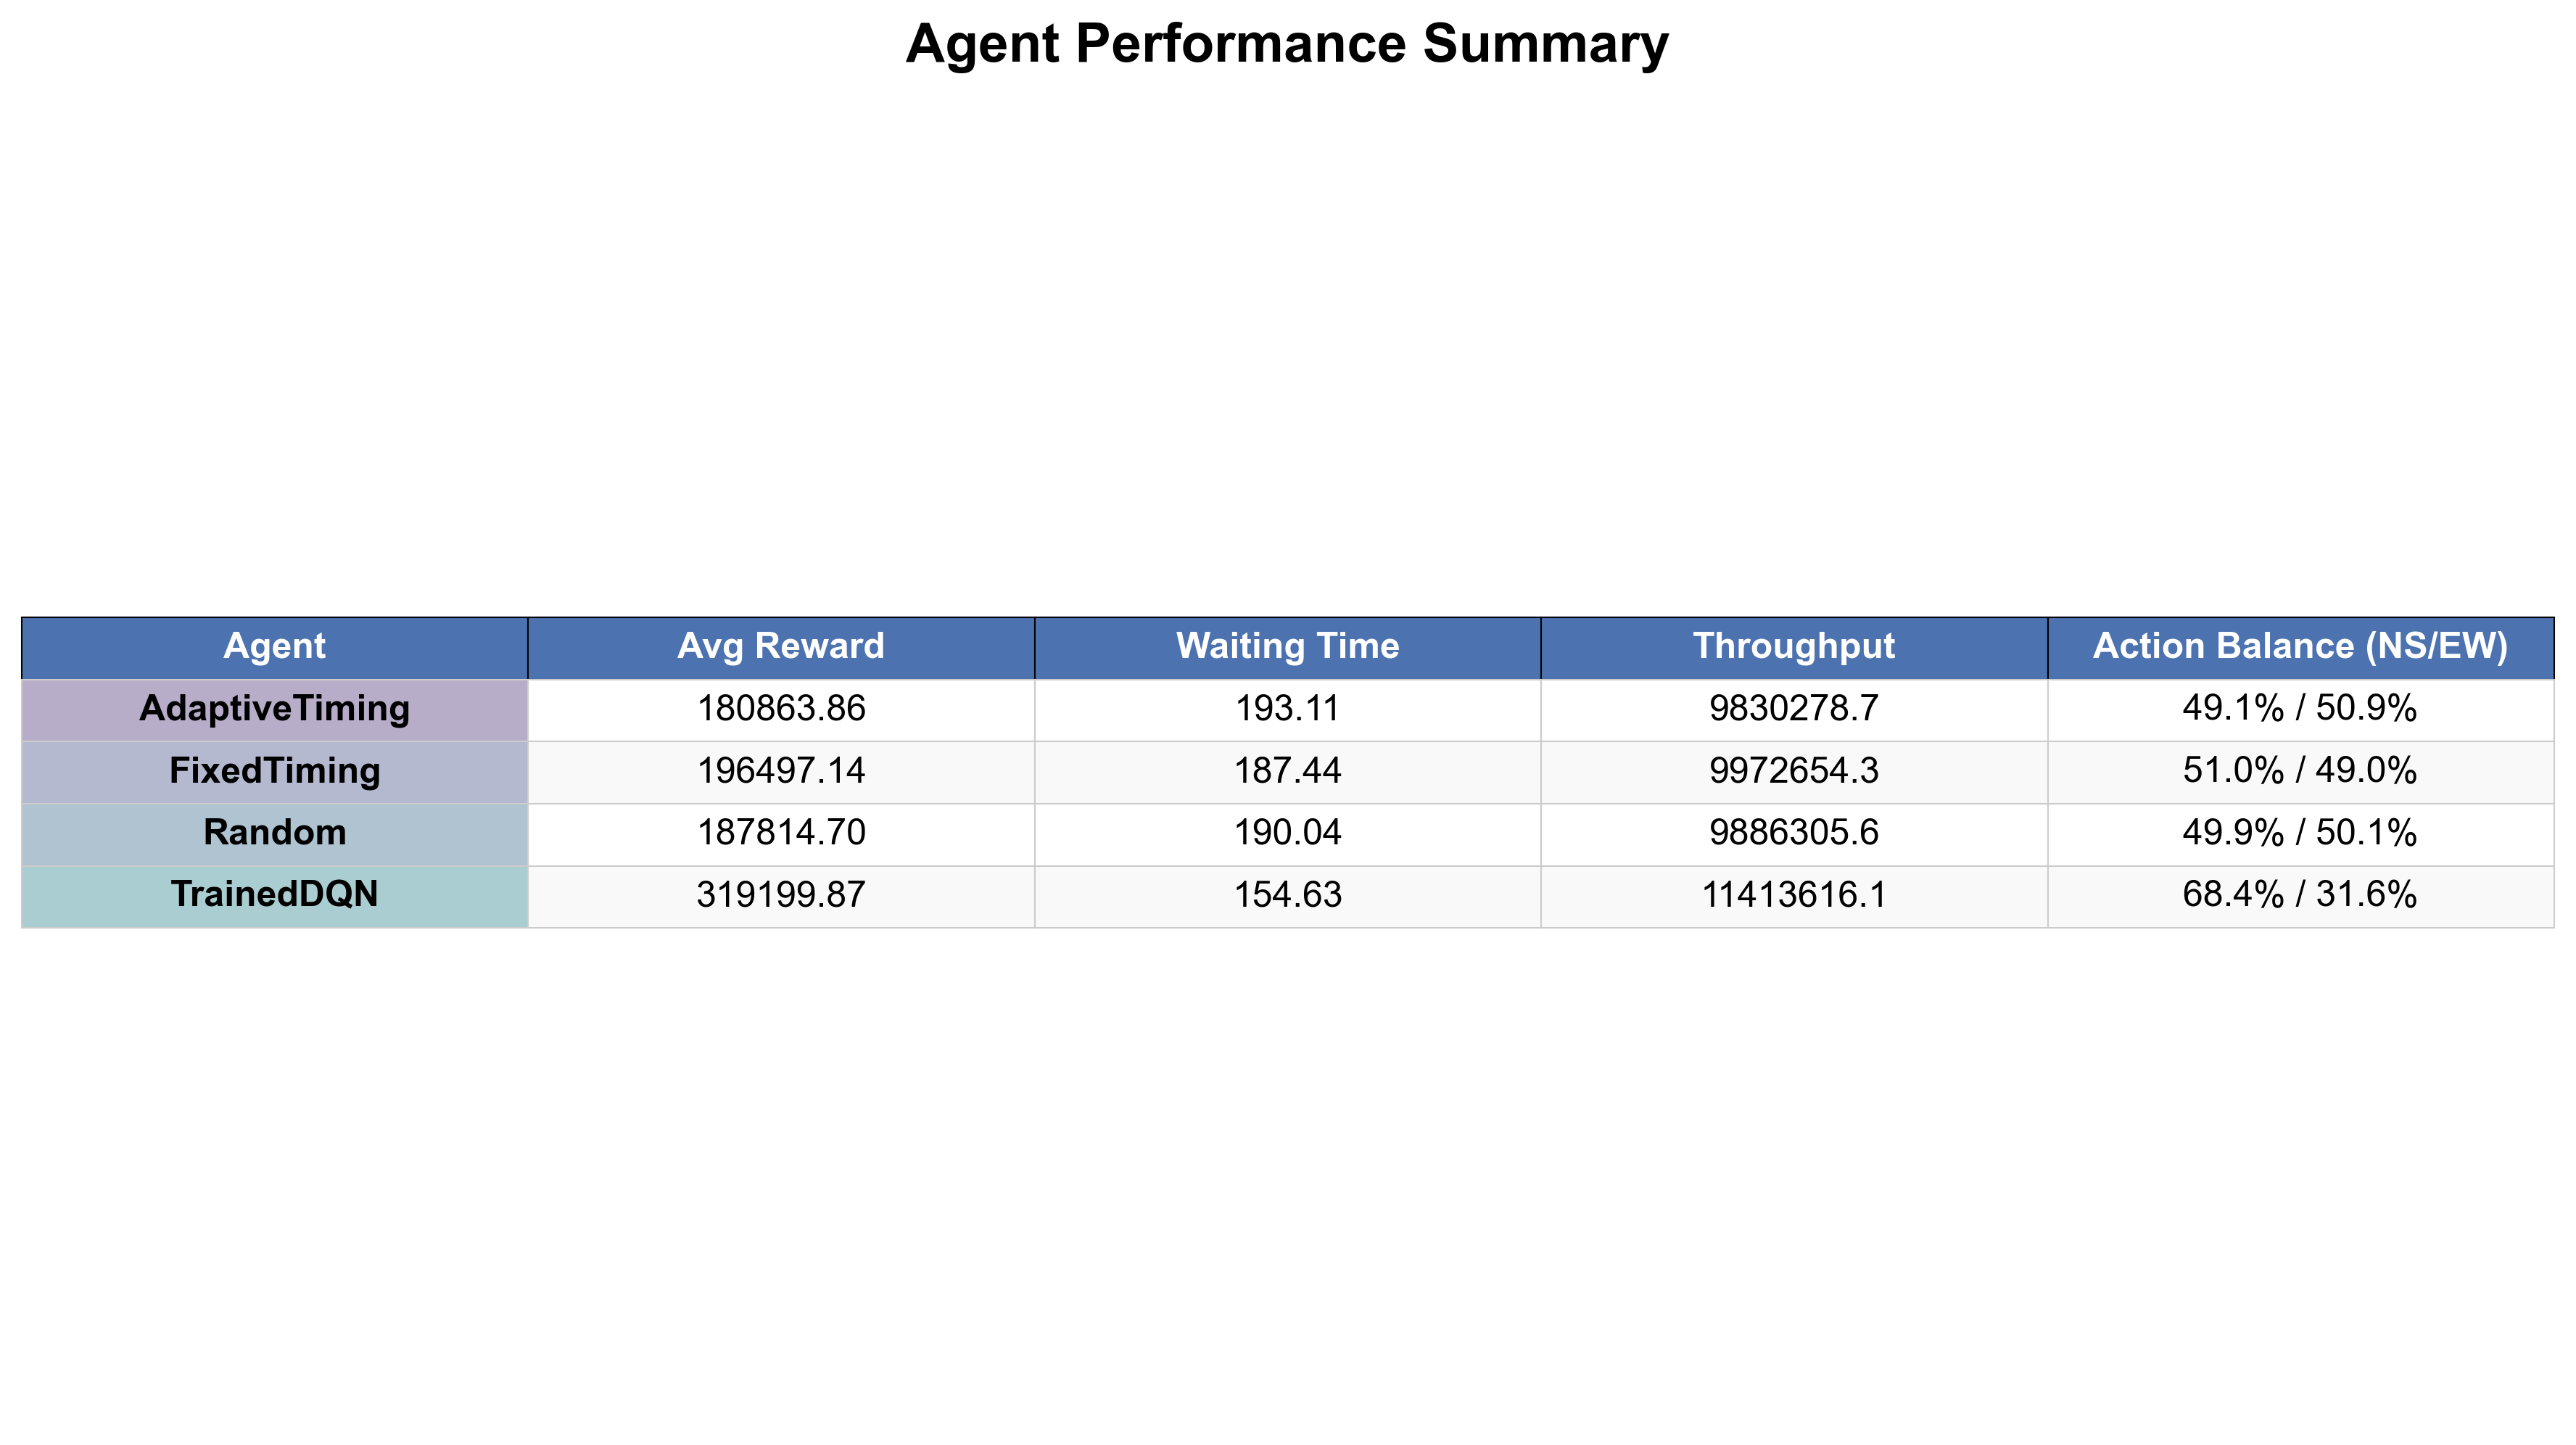 Agent Performance Summary
Agent Avg Reward Waiting Time Throughput Action Balance (NS/EW)
AdaptiveTiming 180863.86 193.11 9830278.7 49.1% / 50.9%
FixedTiming 196497.14 187.44 9972654.3 51.0% / 49.0%
Random 187814.70 190.04 9886305.6 49.9% / 50.1%
TrainedDQN 319199.87 154.63 11413616.1 68.4% / 31.6%